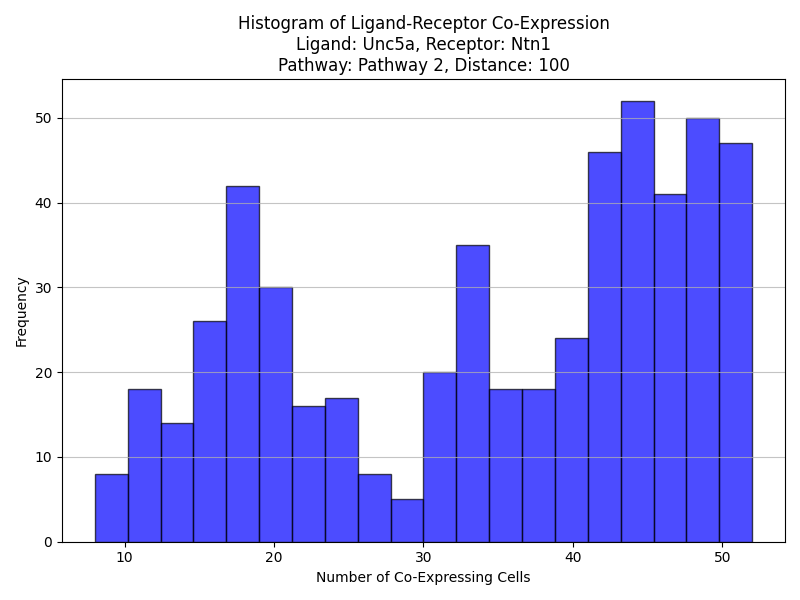 Histogram of Ligand-Receptor Co-Expression
Ligand: Unc5a, Receptor: Ntn1
Pathway: Pathway 2, Distance: 100
Frequency
50
40
30
20
10
0
10 20 30 40 50
Number of Co-Expressing Cells